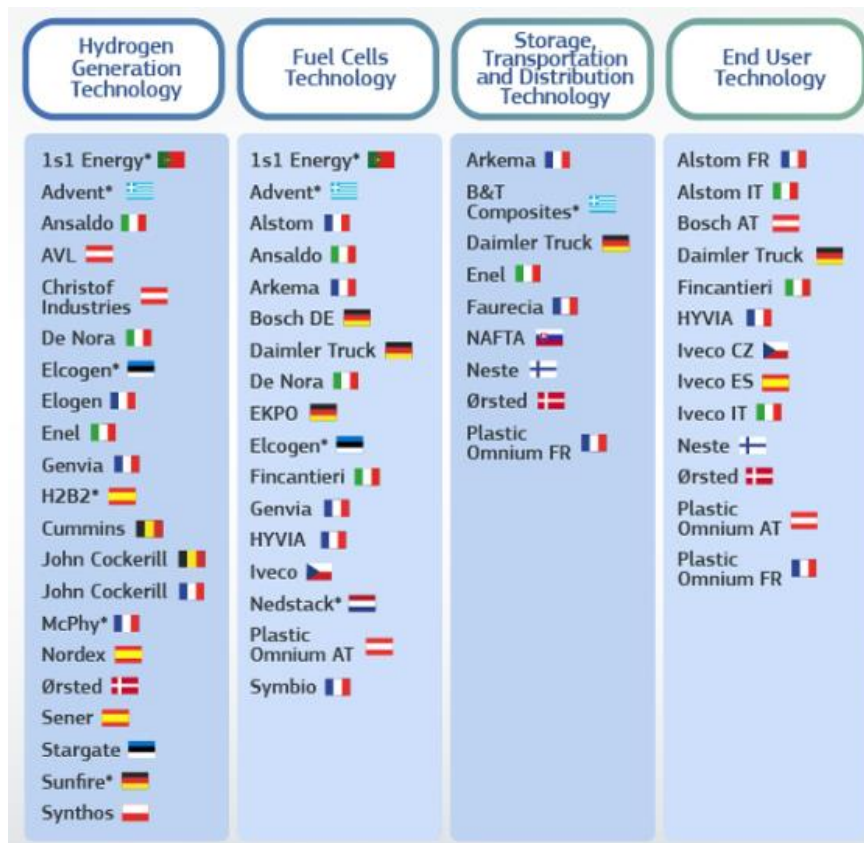 Hydrogen
Generation
Technology
1s1 Energy*
Advent*
Ansaldo
AVL
Christof
Industries
De Nora
Elcogen*
Elogen
Enel
Genvia
H2B2*
Cummins
John Cockerill
John Cockerill
McPhy*
Nordex
Ørsted
Sener
Stargate
Sunfire*
Synthos
Fuel Cells
Technology
1s1 Energy*
Advent*
Alstom
Ansaldo
Arkema
Bosch DE
Daimler Truck
De Nora
EKPO
Elcogen*
Fincantieri
Genvia
HYVIA
Iveco
Nedstack*
Plastic
Omnium AT
Symbio
Storage,
Transportation
and Distribution
Technology
Arkema
B&T
Composites*
Daimler Truck
Enel
Faurecia
NAFTA
Neste
Ørsted
Plastic
Omnium FR
End User
Technology
Alstom FR
Alstom IT
Bosch AT
Daimler Truck
Fincantieri
HYVIA
Iveco CZ
Iveco ES
Iveco IT
Neste
Ørsted
Plastic
Omnium AT
Plastic
Omnium FR